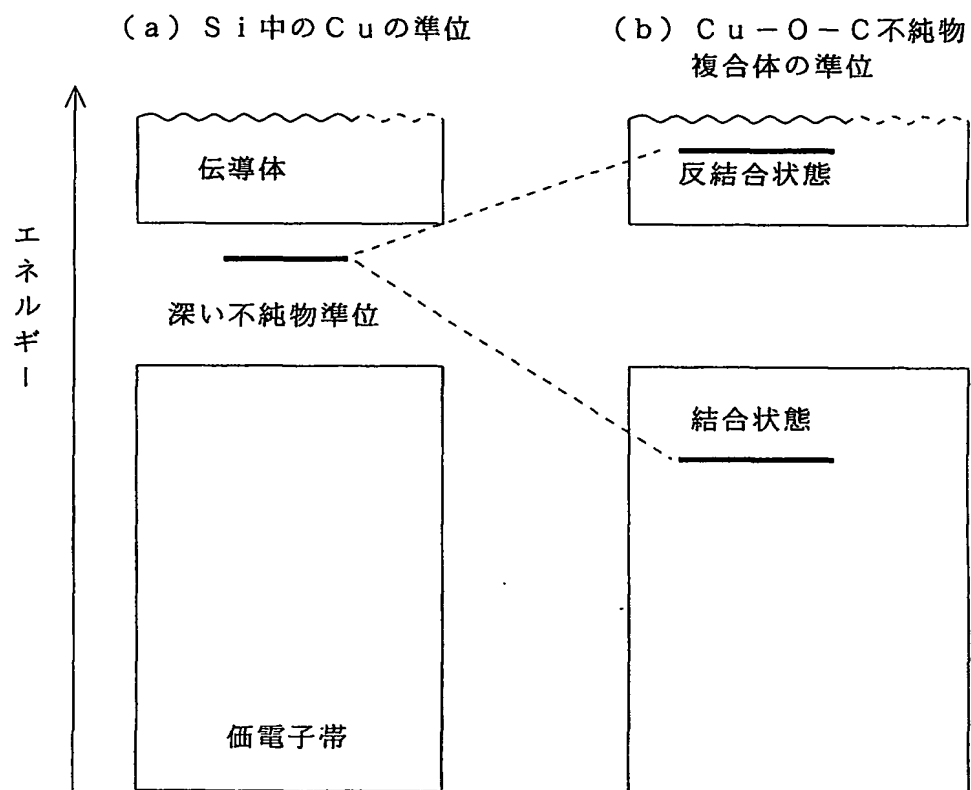 (a) Si中のCuの準位
(b) Cu-O-C不純物
複合体の準位
エネルギー
伝導体
深い不純物準位
価電子帯
反結合状態
結合状態